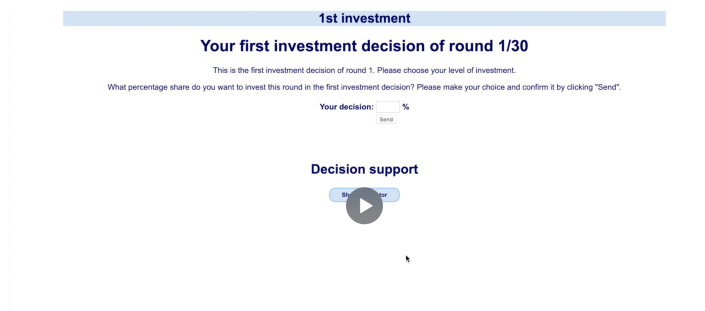 1st investment
Your first investment decision of round 1/30
This is the first investment decision of round 1. Please choose your level of investment.
What percentage share do you want to invest this round in the first investment decision? Please make your choice and confirm it by clicking "Send".
Your decision: %
Send
Decision support